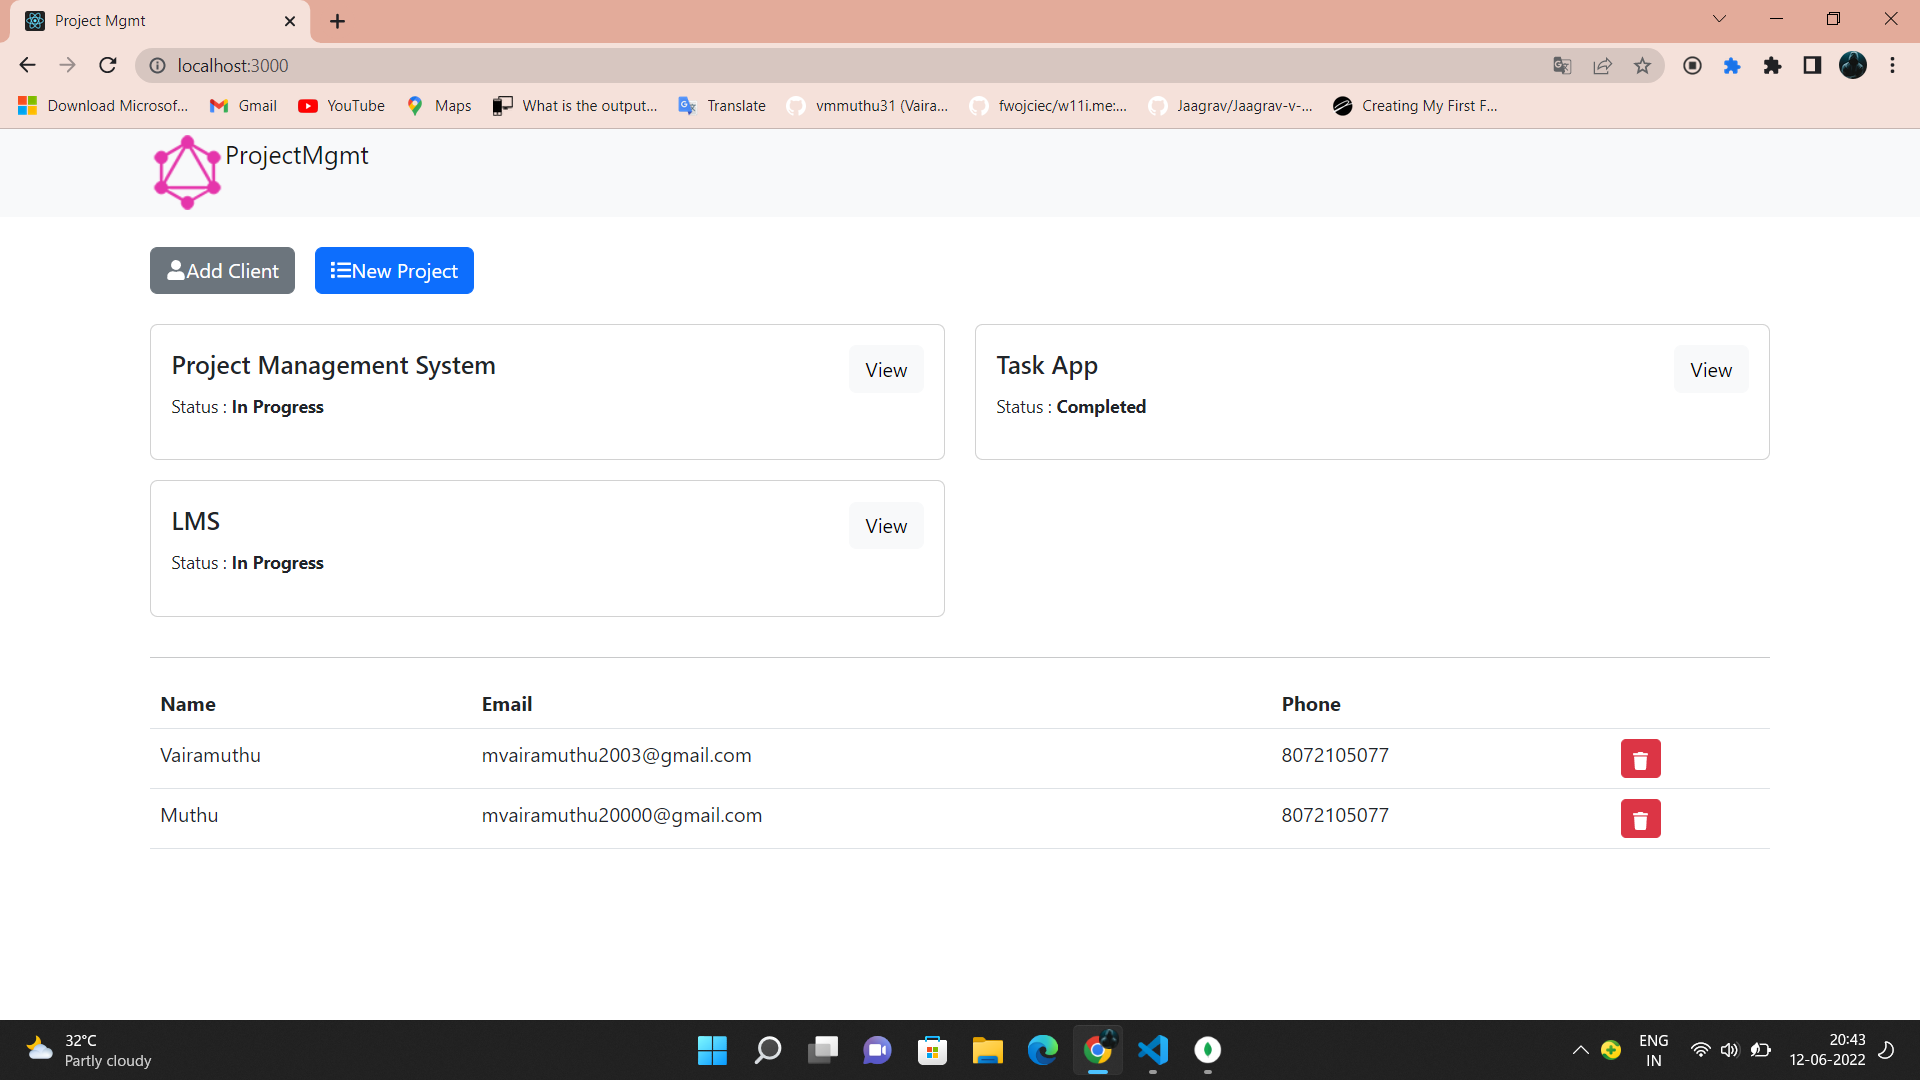 Project Mgmt
localhost:3000
Download Microsof... Gmail YouTube Maps What is the output... Translate vmmuthu31 (Vaira... fwojciec/w11i.me:... Jaagrav/Jaagrav-v-... Creating My First F...
ProjectMgmt
Add Client New Project
Project Management System View
Status : In Progress
Task App View
Status : Completed
LMS View
Status : In Progress
Name Email Phone
Vairamuthu mvairamuthu2003@gmail.com 8072105077
Muthu mvairamuthu20000@gmail.com 8072105077
32°C
Partly cloudy
ENG
IN
20:43
12-06-2022